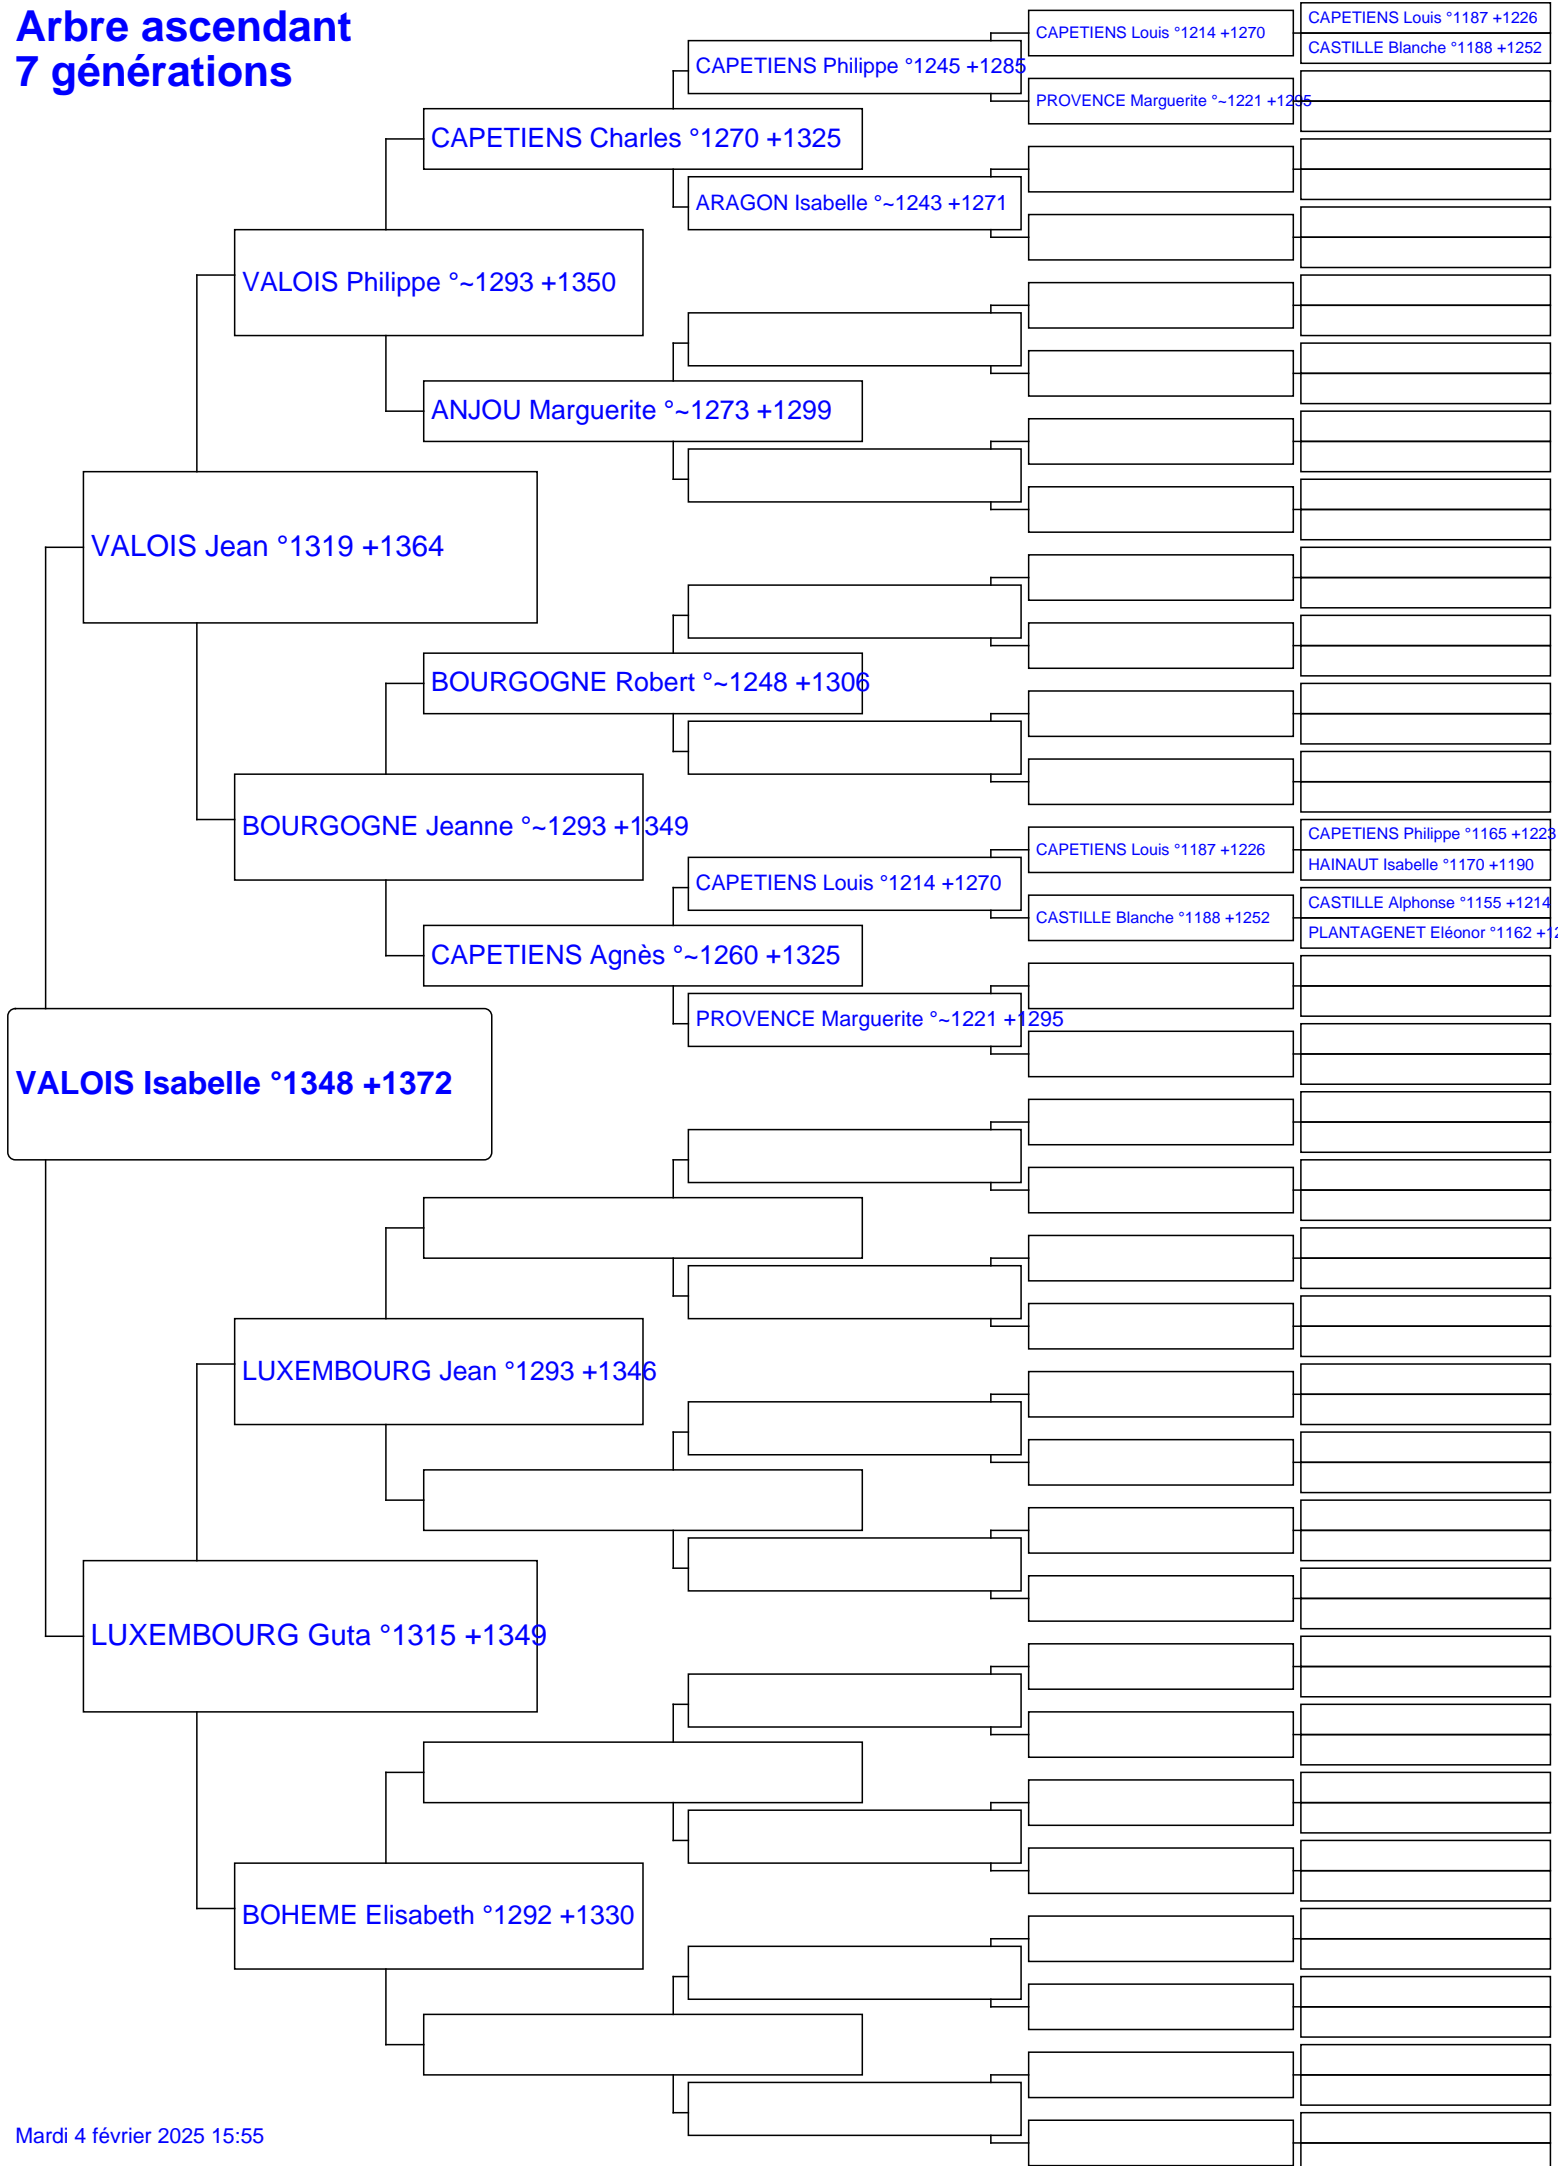 Arbre ascendant
7 générations
CAPETIENS Louis °1187 +1226
CAPETIENS Louis °1214 +1270
CASTILLE Blanche °1188 +1252
CAPETIENS Philippe °1245 +1285
PROVENCE Marguerite °~1221 +1295
CAPETIENS Charles °1270 +1325
ARAGON Isabelle °~1243 +1271
VALOIS Philippe °~1293 +1350
ANJOU Marguerite °~1273 +1299
VALOIS Jean °1319 +1364
BOURGOGNE Robert °~1248 +1306
BOURGOGNE Jeanne °~1293 +1349
CAPETIENS Philippe °1165 +1223
CAPETIENS Louis °1187 +1226
HAINAUT Isabelle °1170 +1190
CAPETIENS Louis °1214 +1270
CASTILLE Alphonse °1155 +1214
CASTILLE Blanche °1188 +1252
PLANTAGENET Eléonor °1162
CAPETIENS Agnès °~1260 +1325
PROVENCE Marguerite °~1221 +1295
VALOIS Isabelle °1348 +1372
LUXEMBOURG Jean °1293 +1346
LUXEMBOURG Guta °1315 +1349
BOHEME Elisabeth °1292 +1330
Mardi 4 février 2025 15:55